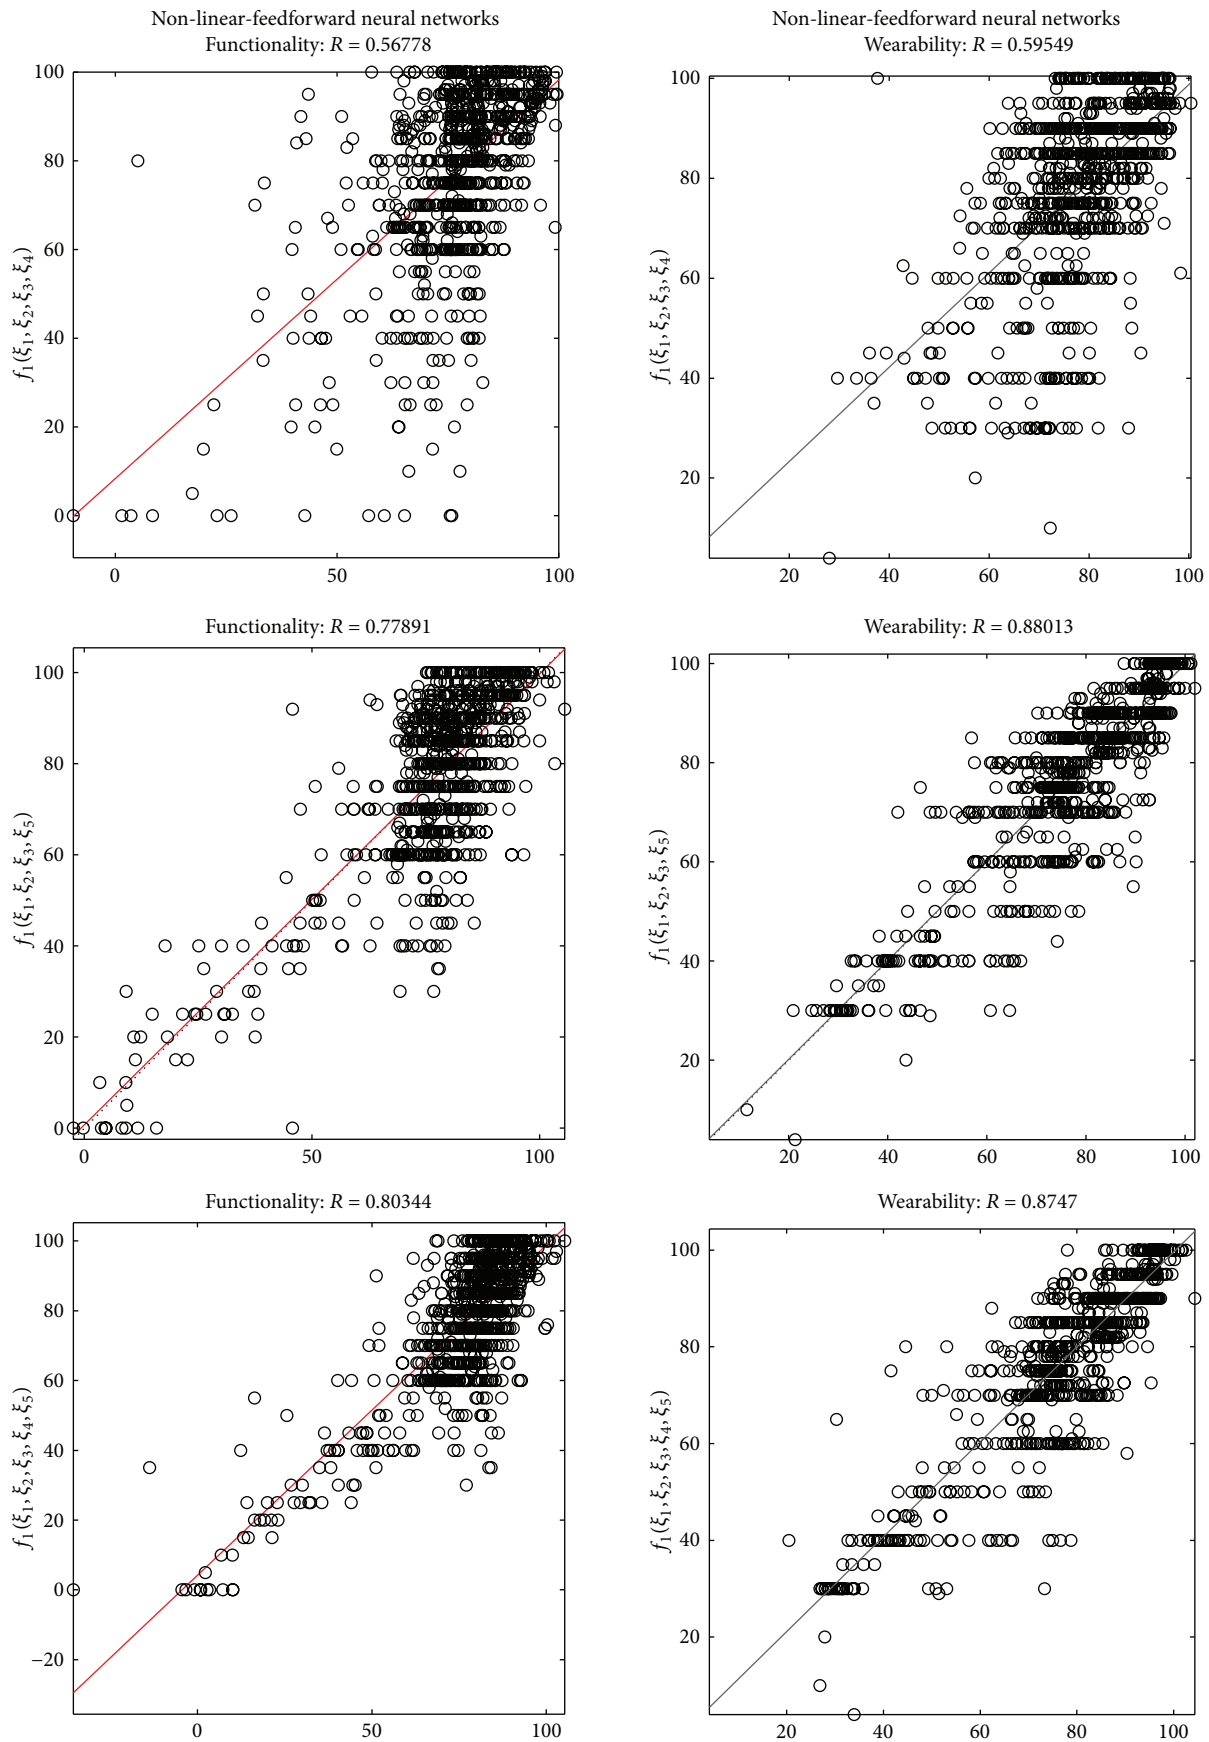 Non-linear-feedforward neural networks
Functionality: R = 0.56778
100
80
60
40
20
0
f₁(ξ₁, ξ₂, ξ₃, ξ₄)
0 50 100
Non-linear-feedforward neural networks
Wearability: R = 0.59549
100
80
60
40
20
f₁(ξ₁, ξ₂, ξ₃, ξ₄)
20 40 60 80 100
Functionality: R = 0.77891
100
80
60
40
20
0
f₁(ξ₁, ξ₂, ξ₃, ξ₅)
0 50 100
Wearability: R = 0.88013
100
80
60
40
20
f₁(ξ₁, ξ₂, ξ₃, ξ₅)
20 40 60 80 100
Functionality: R = 0.80344
100
80
60
40
20
0
−20
f₁(ξ₁, ξ₂, ξ₃, ξ₄, ξ₅)
0 50 100
Wearability: R = 0.8747
100
80
60
40
20
f₁(ξ₁, ξ₂, ξ₃, ξ₄, ξ₅)
20 40 60 80 100